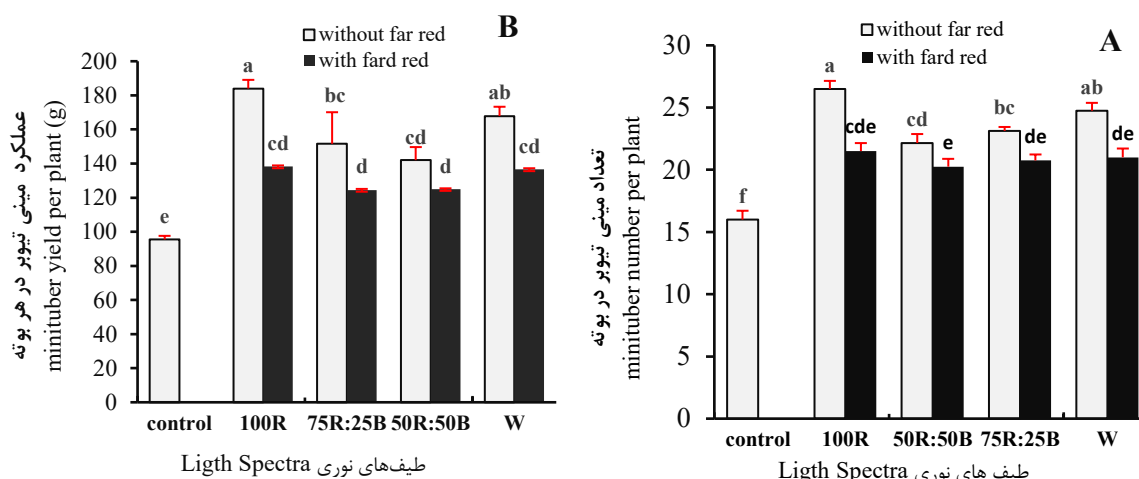 B
without far red
with fard red
عملکرد مینی تیوبر در هر بوته
minituber yield per plant (g)
200
180
160
140
120
100
80
60
40
20
0
e
a
cd
bc
d
cd
d
ab
cd
control 100R 75R:25B 50R:50B W
طیف‌های نوری Ligth Spectra
A
without far red
with fard red
تعداد مینی تیوبر در بوته
minituber number per plant
30
25
20
15
10
5
0
f
a
cde
cd
e
bc
de
ab
de
control 100R 50R:50B 75R:25B W
طیف های نوری Ligth Spectra